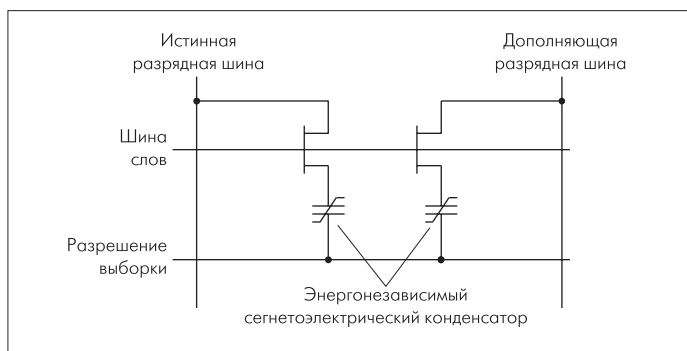 Истинная
разрядная шина
Дополняющая
разрядная шина
Шина
слов
Разрешение
выборки
Энергонезависимый
сегнетоэлектрический конденсатор